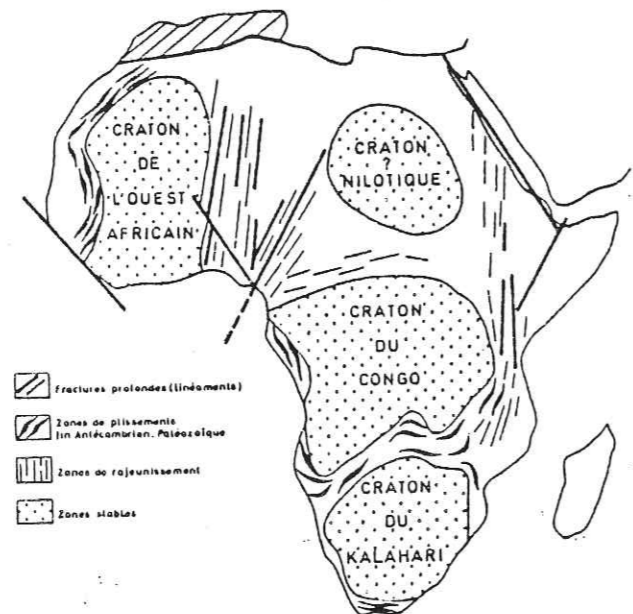 CRATON
DE
L'OUEST
AFRICAIN
CRATON
?
NILOTIQUE
CRATON
DU
CONGO
CRATON
DU
KALAHARI
Fractures profondes (linéaments)
Zones de plissements
fin Antécambrien. Paléozoïque
Zones de rajeunissement
Zones stables